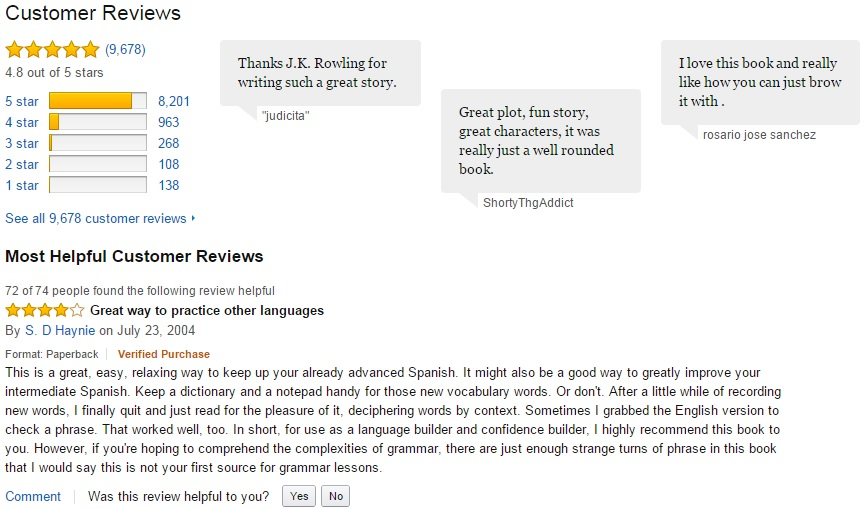 Customer Reviews
(9,678)
4.8 out of 5 stars
5 star 8,201
4 star 963
3 star 268
2 star 108
1 star 138
See all 9,678 customer reviews
Thanks J.K. Rowling for
writing such a great story.
"judicita"
Great plot, fun story,
great characters, it was
really just a well rounded
book.
ShortyThgAddict
I love this book and really
like how you can just brow
it with .
rosario jose sanchez
Most Helpful Customer Reviews
72 of 74 people found the following review helpful
Great way to practice other languages
By S. D Haynie on July 23, 2004
Format: Paperback Verified Purchase
This is a great, easy, relaxing way to keep up your already advanced Spanish. It might also be a good way to greatly improve your
intermediate Spanish. Keep a dictionary and a notepad handy for those new vocabulary words. Or don't. After a little while of recording
new words, I finally quit and just read for the pleasure of it, deciphering words by context. Sometimes I grabbed the English version to
check a phrase. That worked well, too. In short, for use as a language builder and confidence builder, I highly recommend this book to
you. However, if you're hoping to comprehend the complexities of grammar, there are just enough strange turns of phrase in this book
that I would say this is not your first source for grammar lessons.
Comment Was this review helpful to you? Yes No